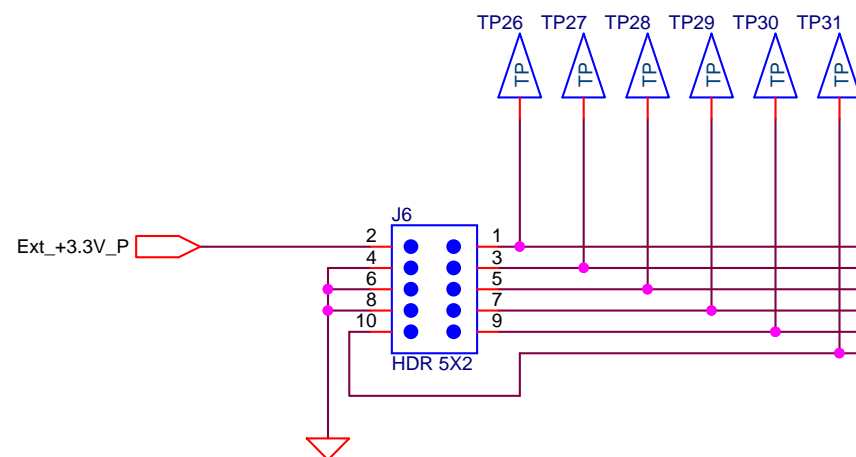 TP26 TP27 TP28 TP29 TP30 TP31
TP TP TP TP TP TP
J6
Ext_+3.3V_P 2 1
4 3
6 5
8 7
10 9
HDR 5X2